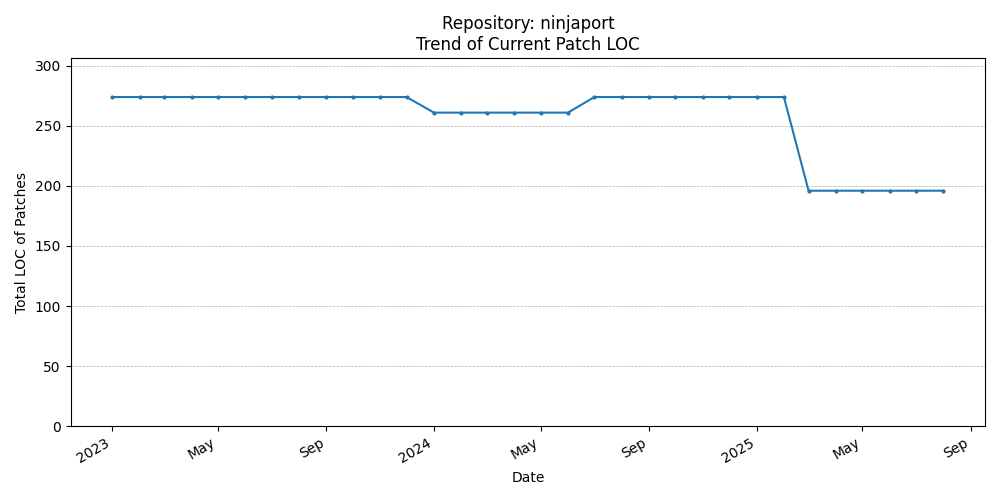 Repository: ninjaport
Trend of Current Patch LOC
300
250
200
150
100
50
0
Total LOC of Patches
2023
May
Sep
2024
May
Sep
2025
May
Sep
Date